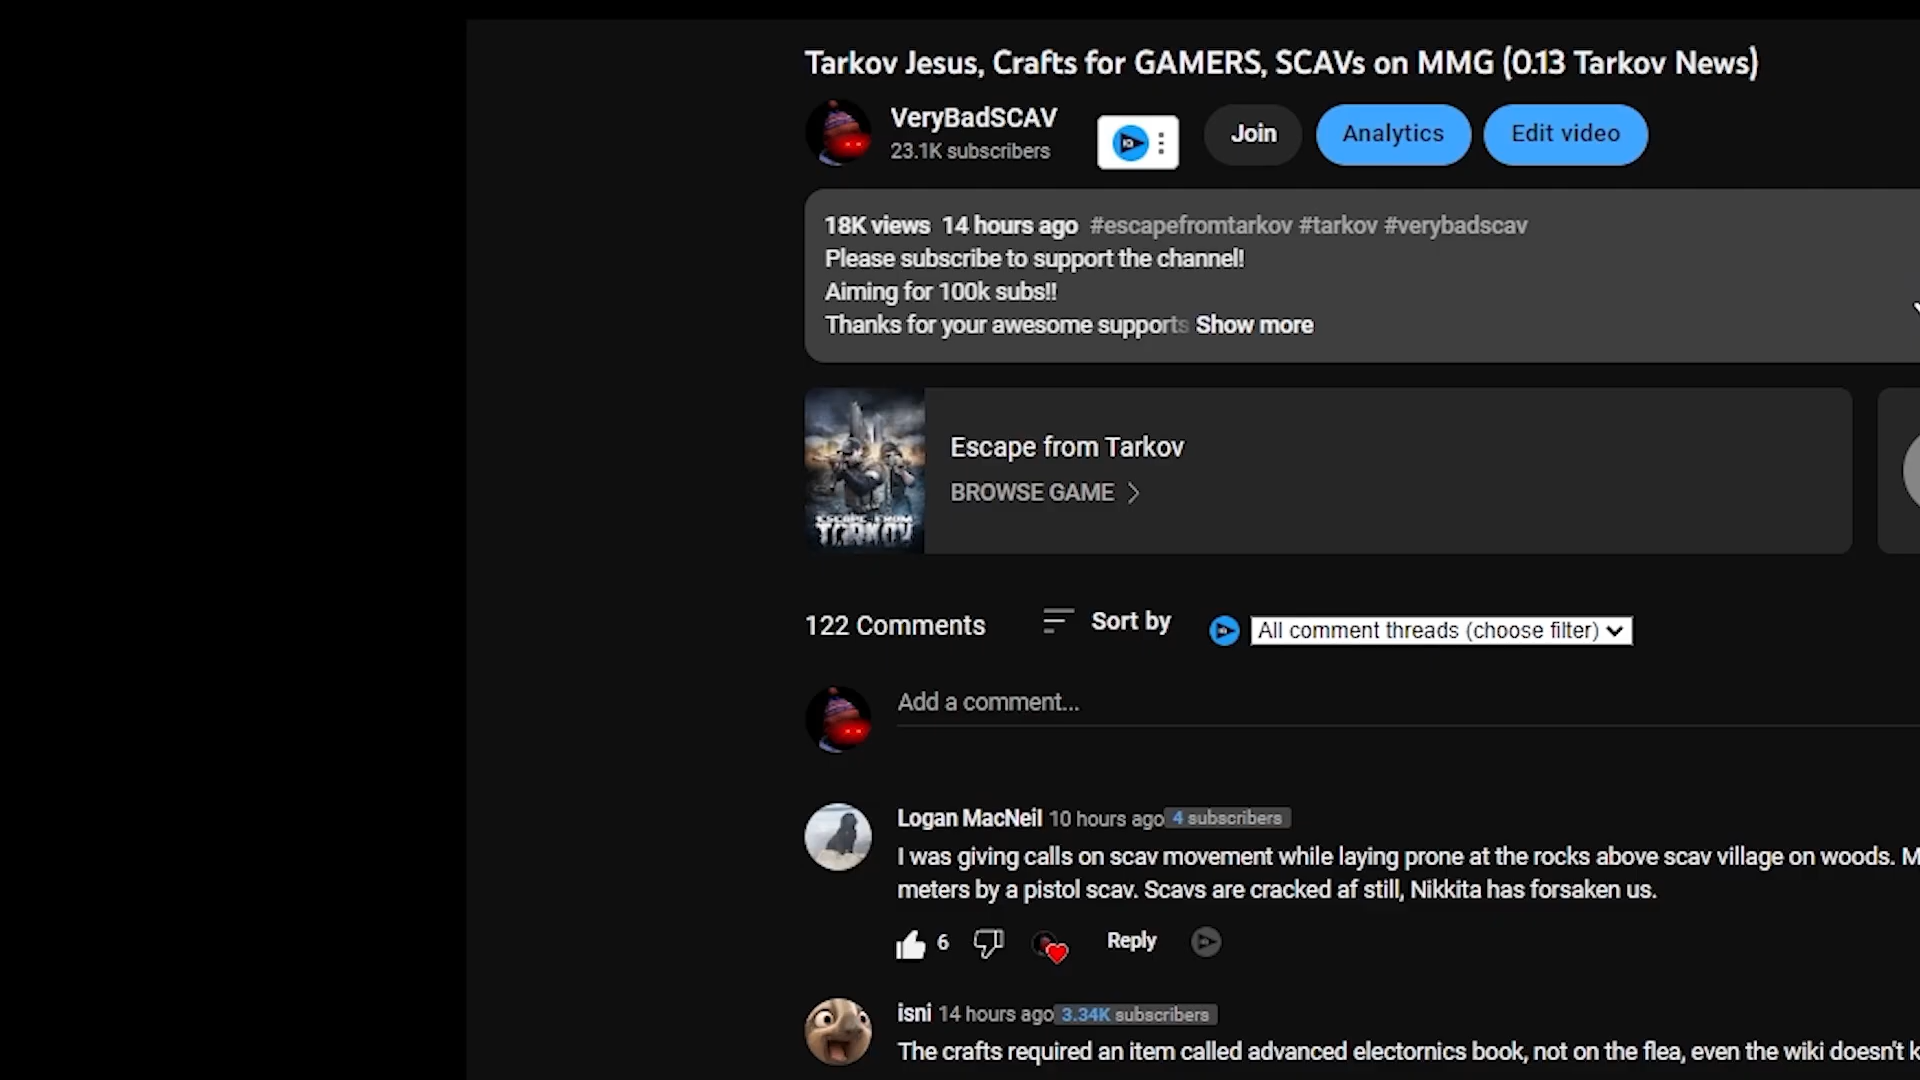 Tarkov Jesus, Crafts for GAMERS, SCAVs on MMG (0.13 Tarkov News)
VeryBadSCAV
23.1K subscribers
Join
Analytics
Edit video
18K views 14 hours ago #escapefromtarkov #tarkov #verybadscav
Please subscribe to support the channel!
Aiming for 100k subs!!
Thanks for your awesome supports Show more
ESCAPE FROM
TARKOV
Escape from Tarkov
BROWSE GAME
122 Comments
Sort by
All comment threads (choose filter)
Add a comment...
Logan MacNeil 10 hours ago 4 subscribers
I was giving calls on scav movement while laying prone at the rocks above scav village on woods. M
meters by a pistol scav. Scavs are cracked af still, Nikkita has forsaken us.
6
Reply
isni 14 hours ago 3.34K subscribers
The crafts required an item called advanced electornics book, not on the flea, even the wiki doesn't k